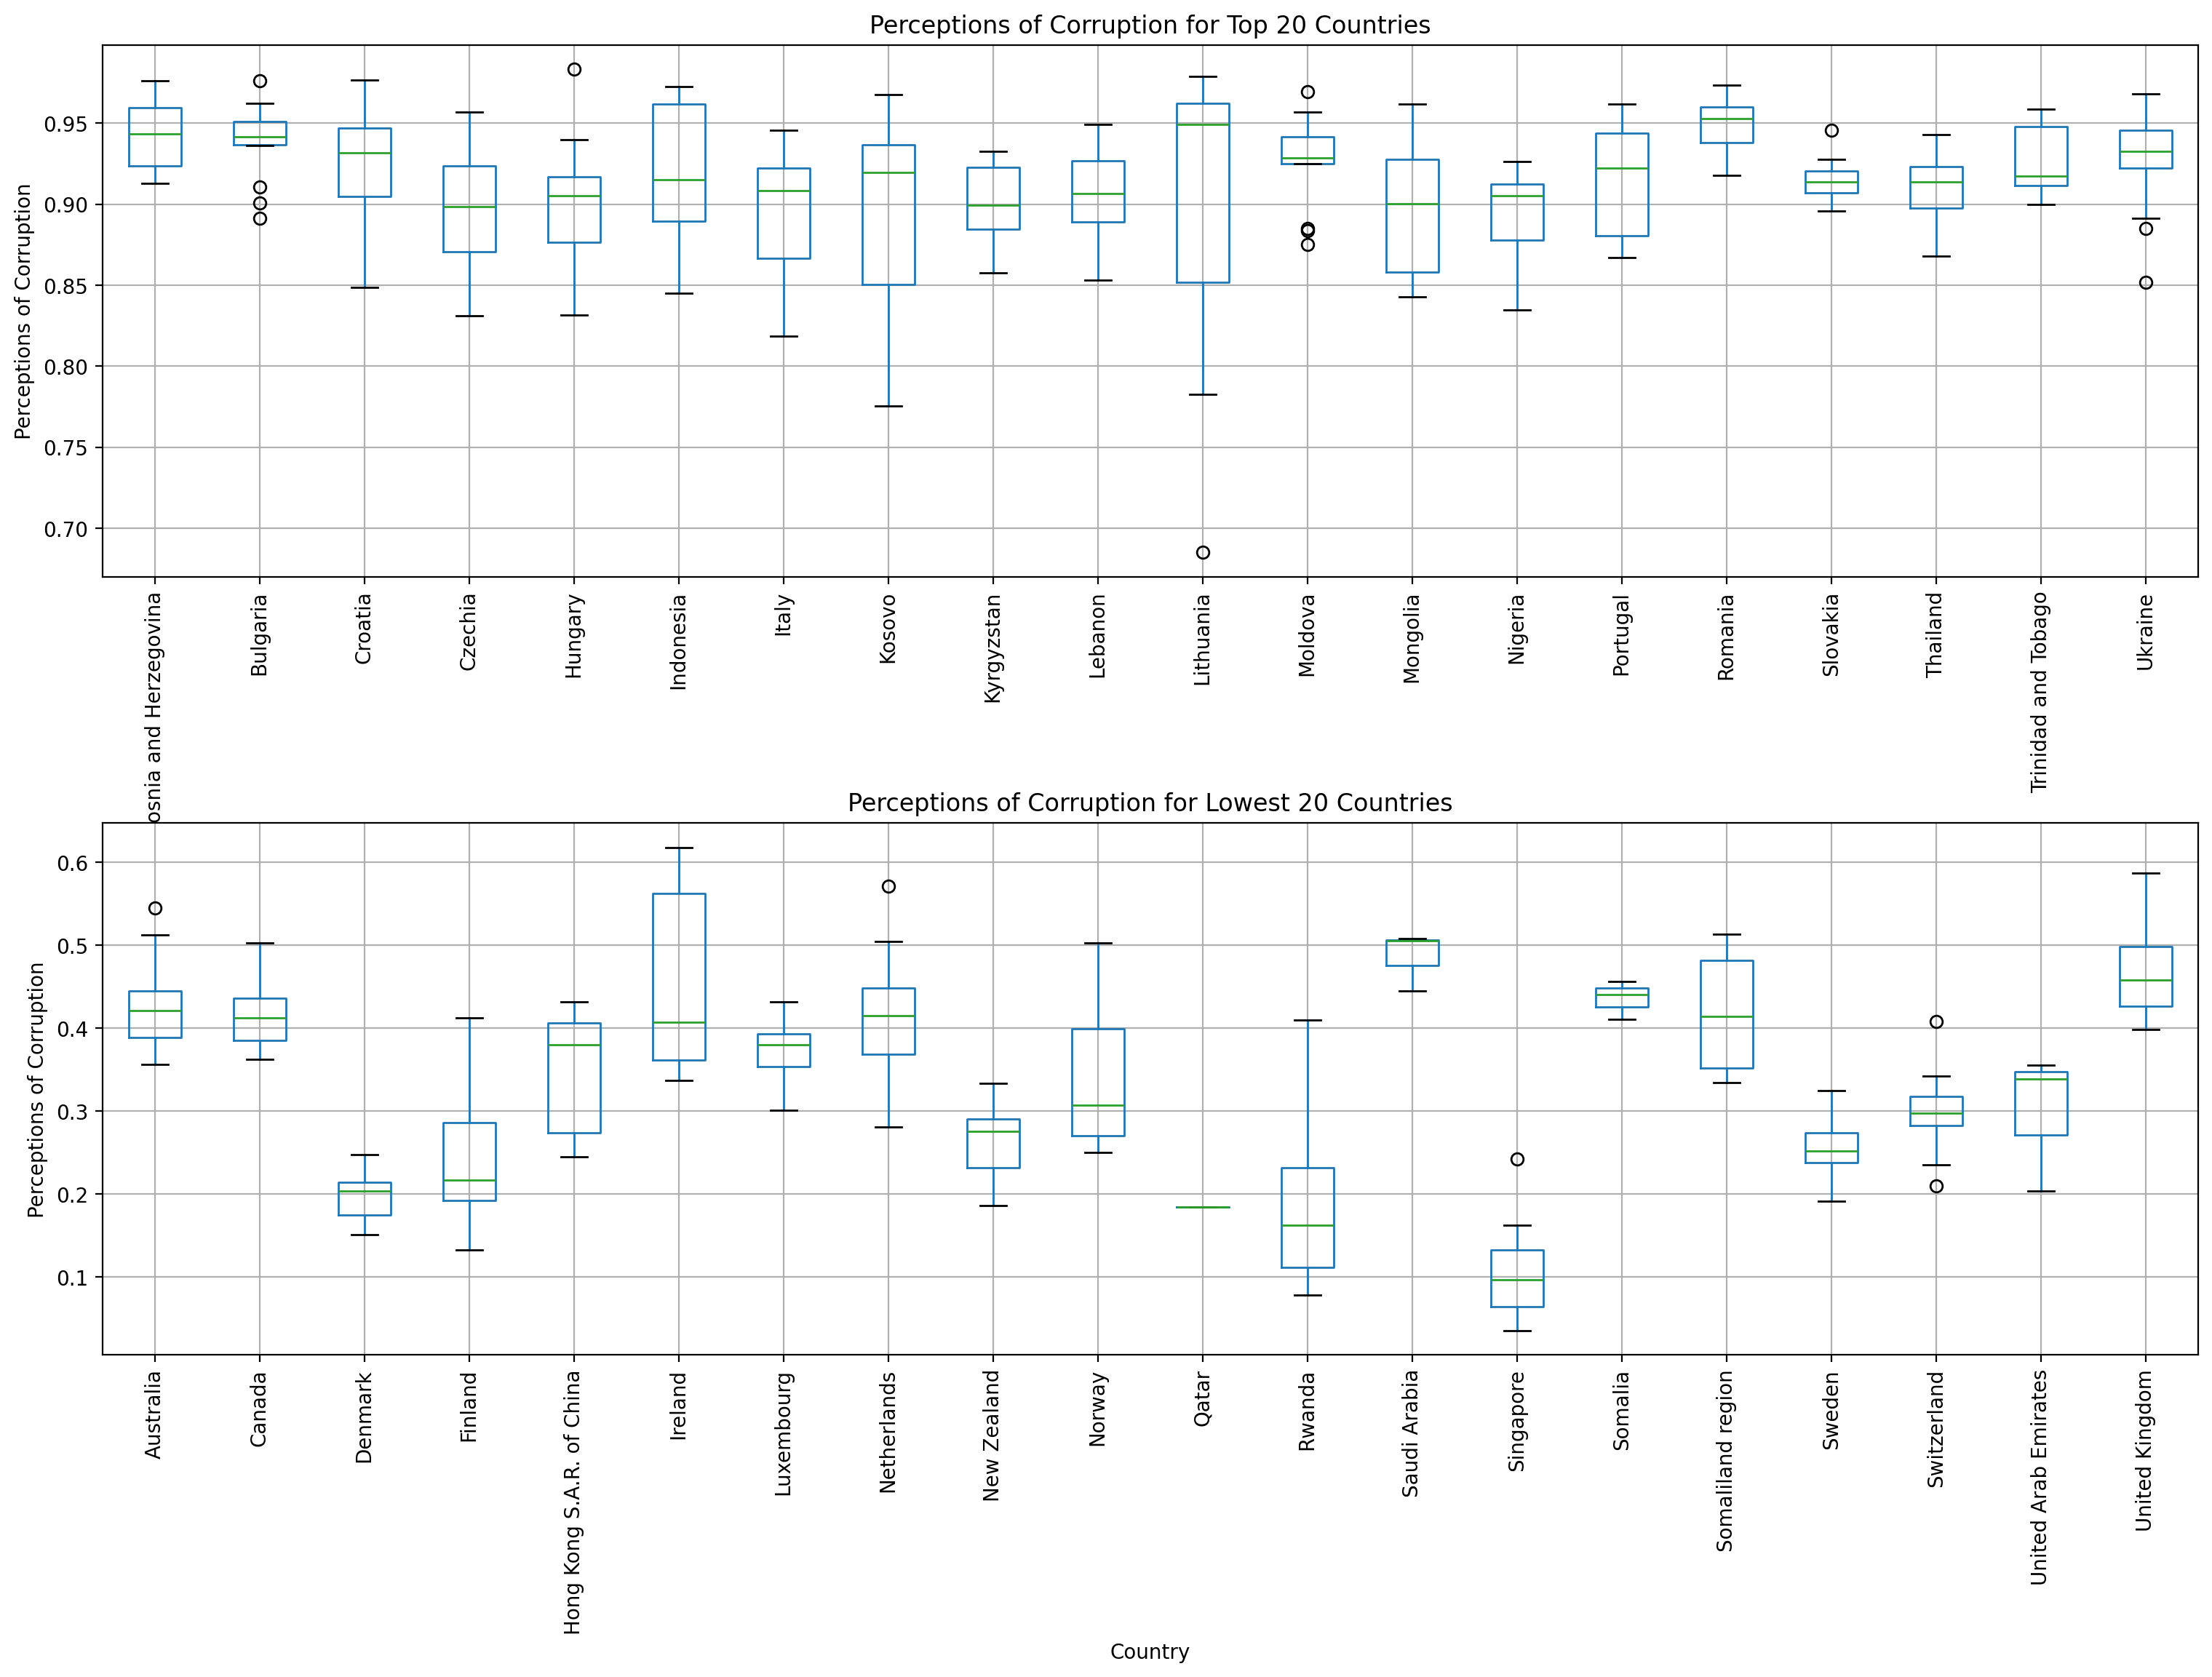 Perceptions of Corruption for Top 20 Countries
Perceptions of Corruption
0.95
0.90
0.85
0.80
0.75
0.70
osnia and Herzegovina
Bulgaria
Croatia
Czechia
Hungary
Indonesia
Italy
Kosovo
Kyrgyzstan
Lebanon
Lithuania
Moldova
Mongolia
Nigeria
Portugal
Romania
Slovakia
Thailand
Trinidad and Tobago
Ukraine
Perceptions of Corruption for Lowest 20 Countries
Perceptions of Corruption
0.6
0.5
0.4
0.3
0.2
0.1
Australia
Canada
Denmark
Finland
Hong Kong S.A.R. of China
Ireland
Luxembourg
Netherlands
New Zealand
Norway
Qatar
Rwanda
Saudi Arabia
Singapore
Somalia
Somaliland region
Sweden
Switzerland
United Arab Emirates
United Kingdom
Country